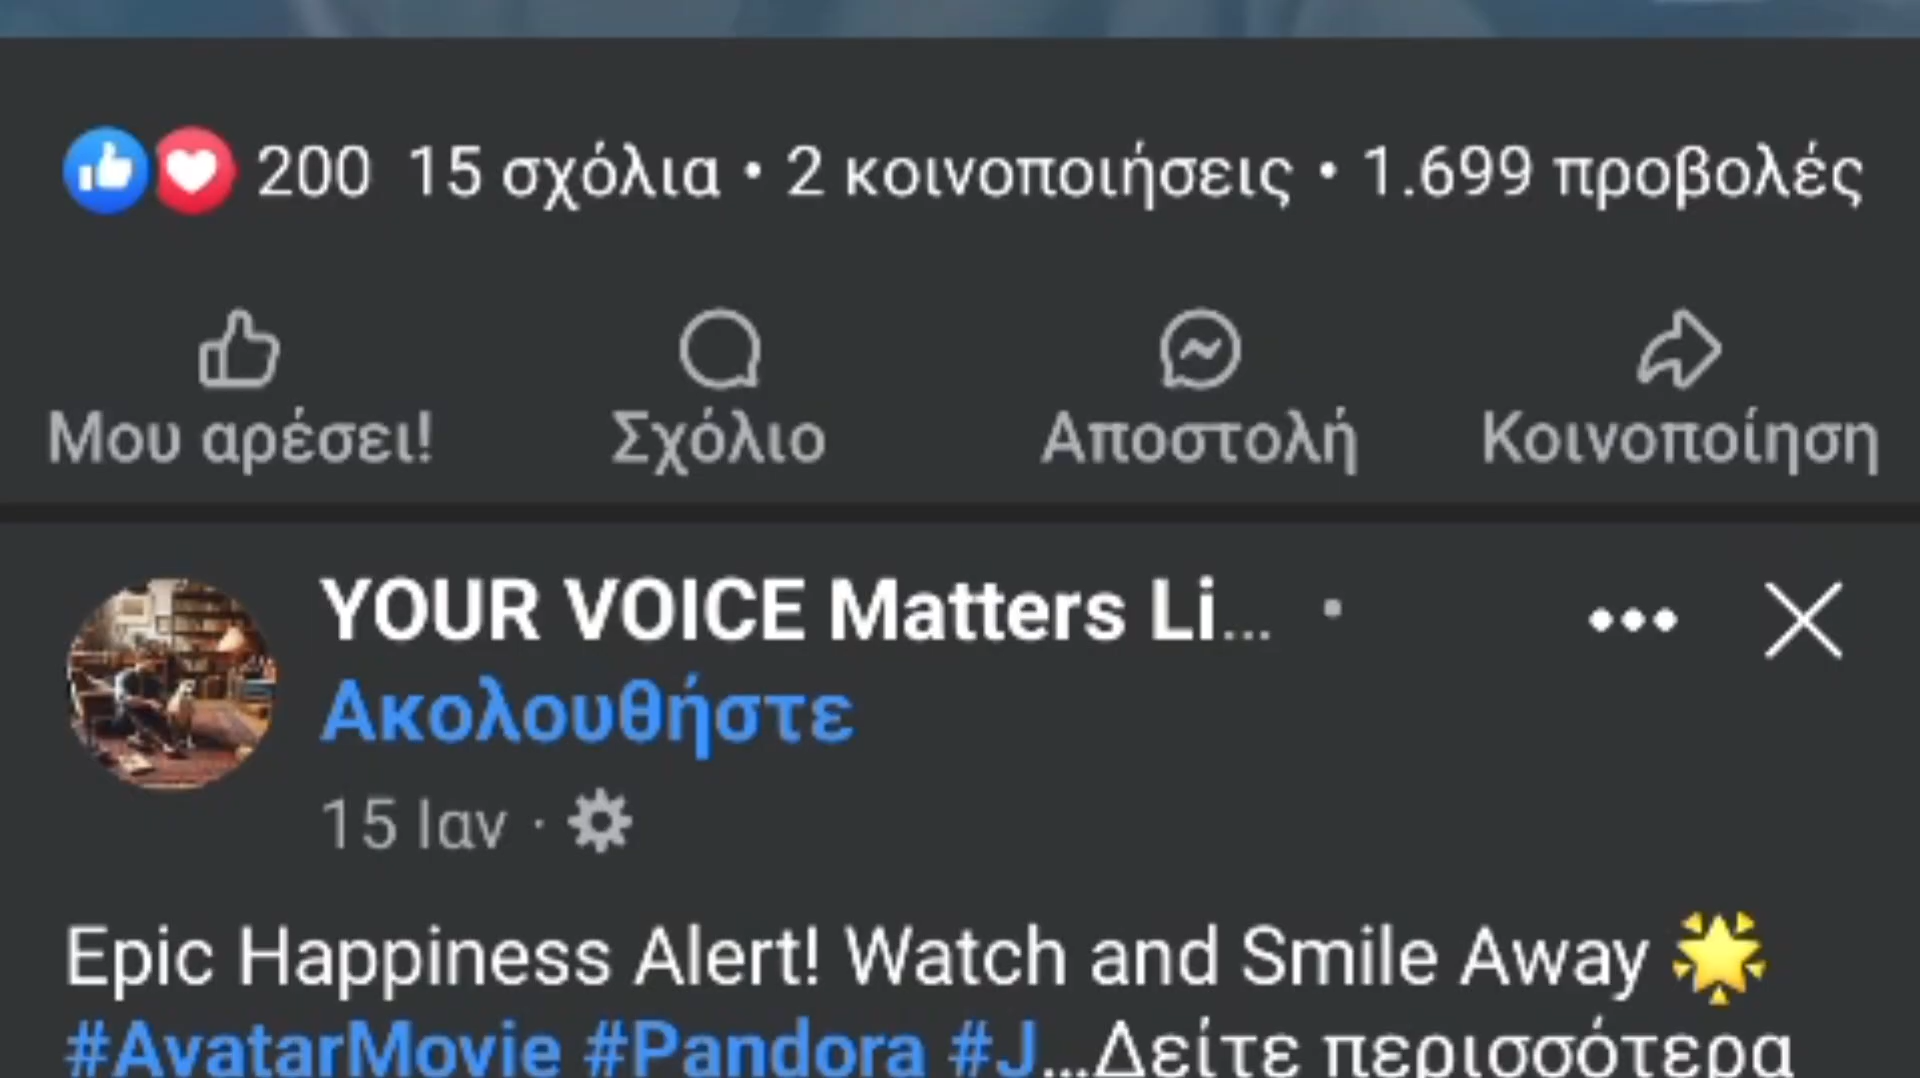 200 15 σχόλια • 2 κοινοποιήσεις • 1.699 προβολές
Μου αρέσει! Σχόλιο Αποστολή Κοινοποίηση
YOUR VOICE Matters Li... •
Ακολουθήστε
15 Ιαν ·
Epic Happiness Alert! Watch and Smile Away 🌟
#AvatarMovie #Pandora #J...Δείτε περισσότερα